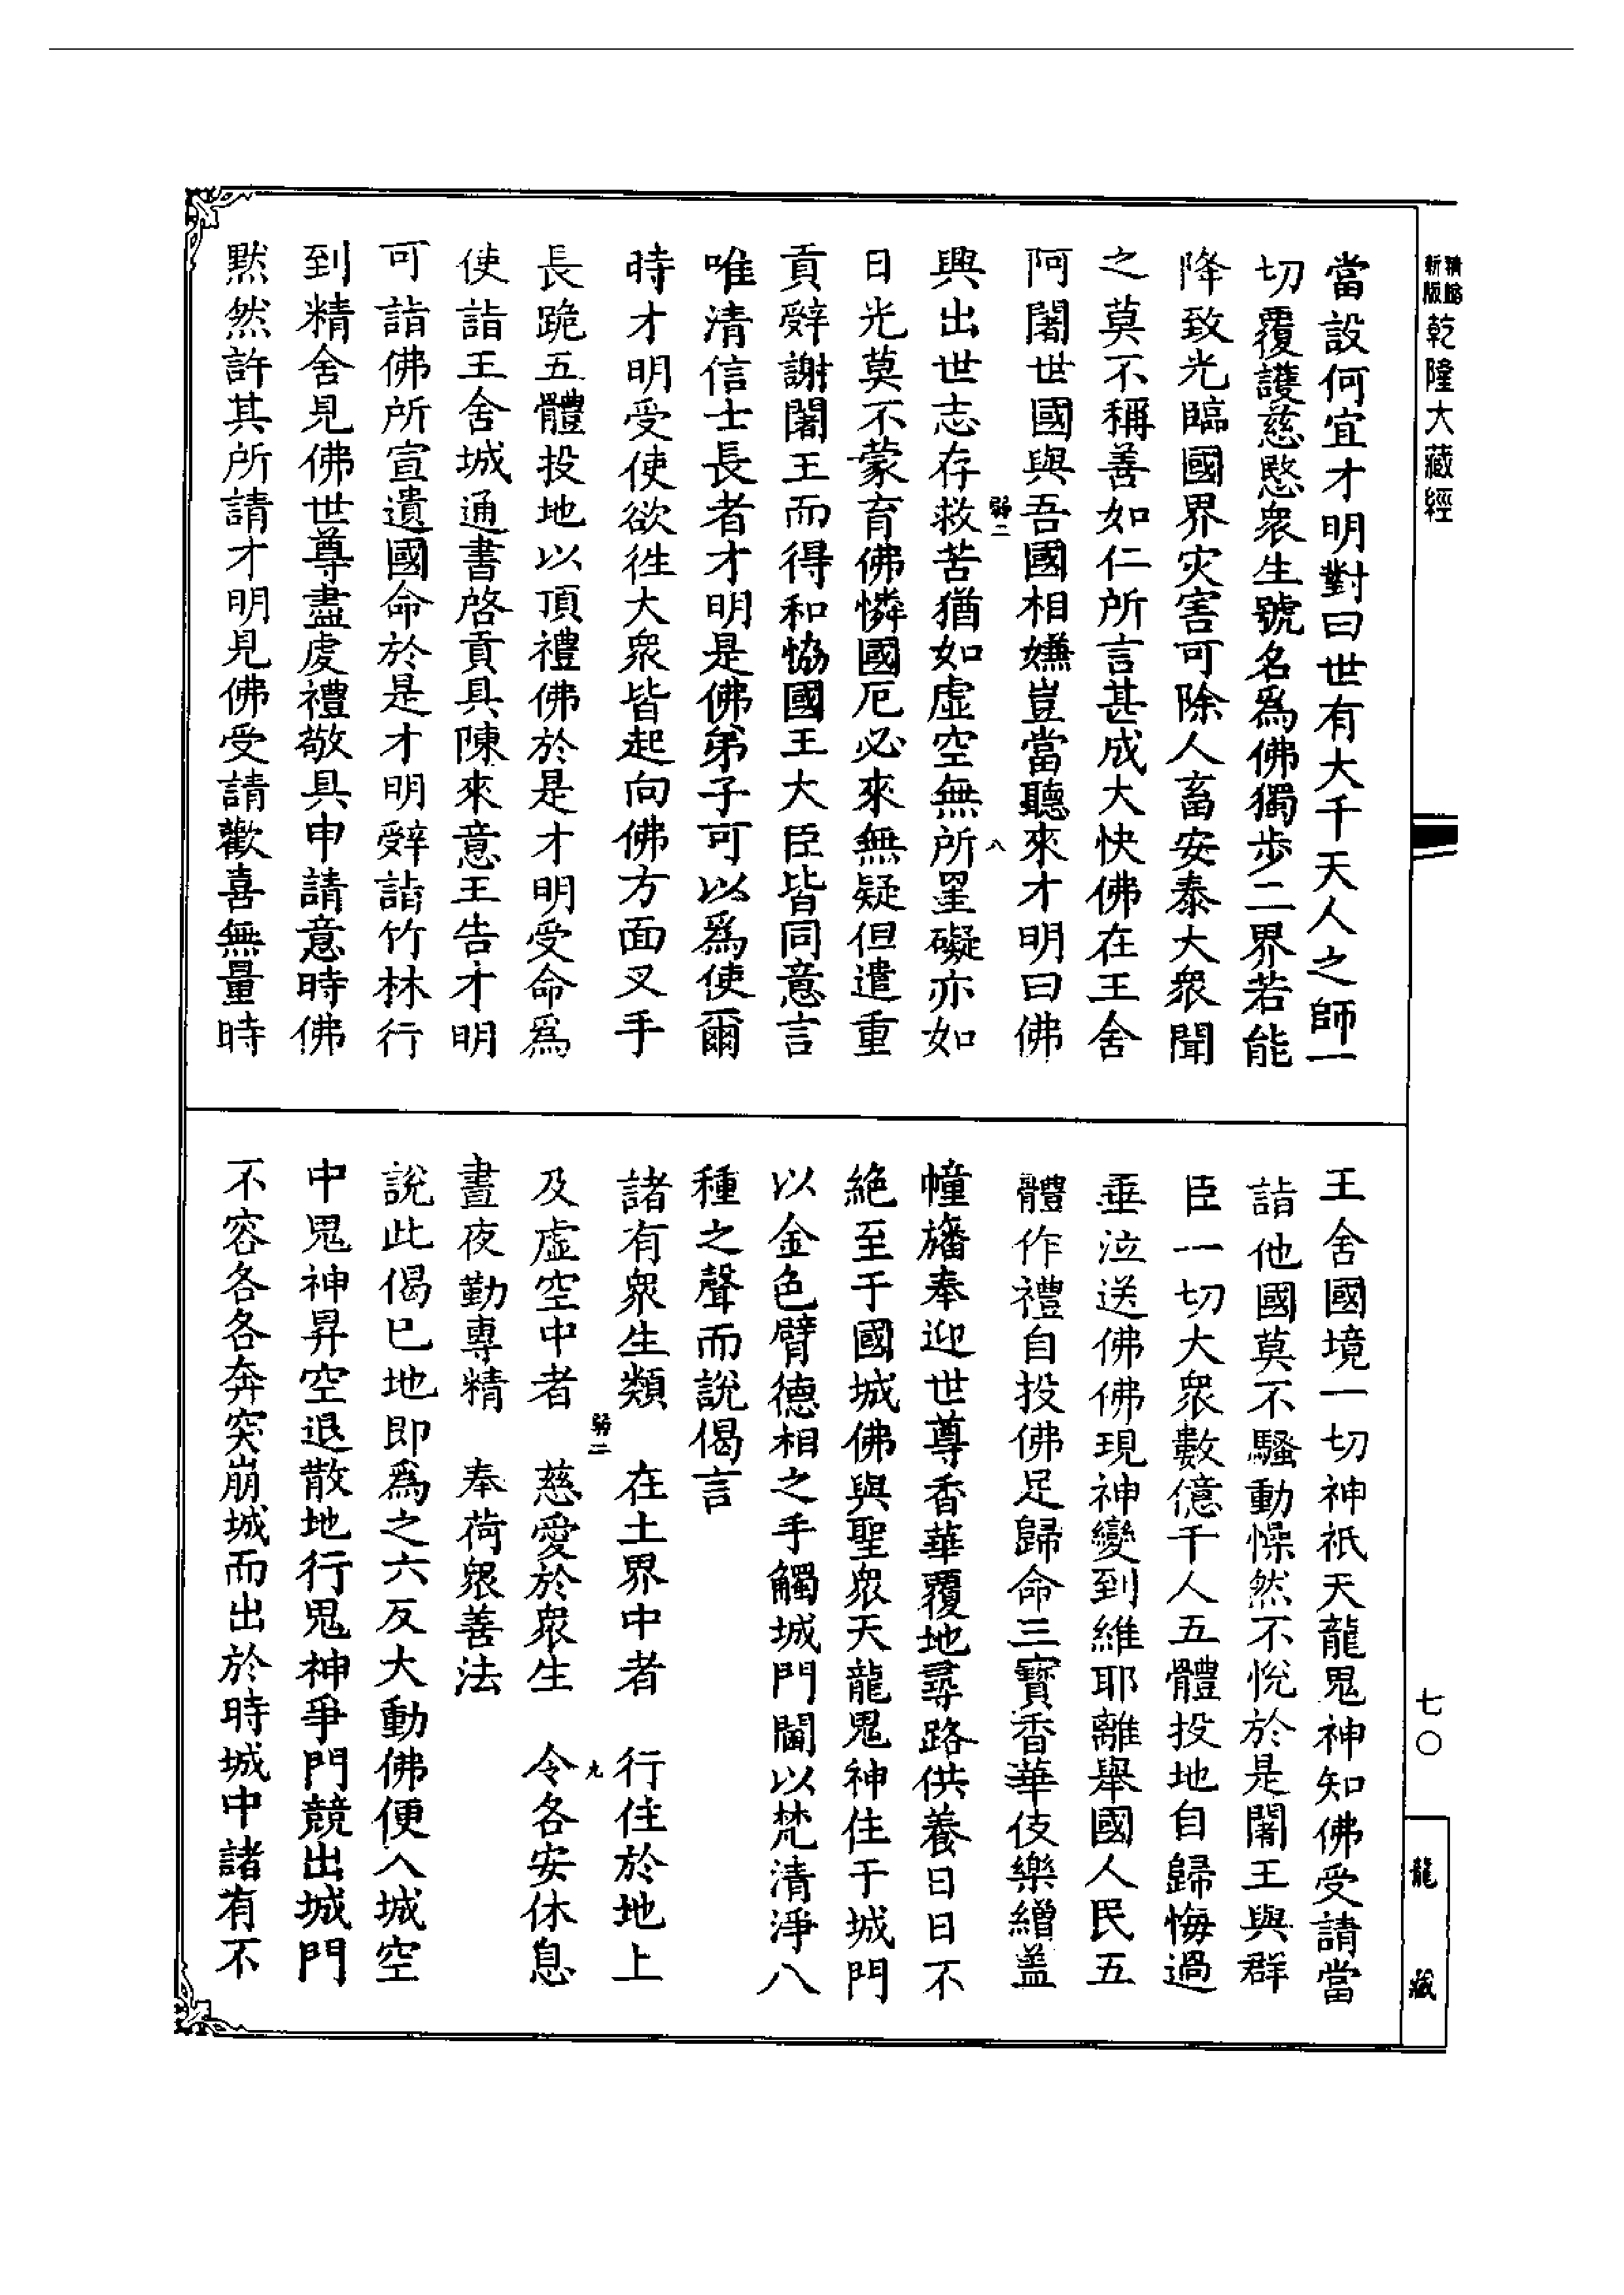 精縮
新版
乾隆大藏經
七〇
龍藏
當設何宜才明對曰世有大千天人之師一
切覆護慈愍衆生號名爲佛獨步二界若能
降致光臨國界灾害可除人畜安泰大衆聞
之莫不稱善如仁所言甚成大快佛在王舍
阿闍世國與吾國相嫌豈當聽來才明曰佛
弱二
八
興出世志存救苦猶如虛空無所罣礙亦如
日光莫不蒙育佛憐國厄必來無疑但遣重
貢辭謝闍王而得和協國王大臣皆同意言
唯清信士長者才明是佛弟子可以爲使爾
時才明受使欲徃大衆皆起向佛方面叉手
長跪五體投地以頂禮佛於是才明受命爲
使詣王舍城通書啓貢具陳來意王告才明
可詣佛所宣遺國命於是才明辭詣竹林行
到精舍見佛世尊盡虔禮敬具申請意時佛
黙然許其所請才明見佛受請歡喜無量時
王舍國境一切神祇天龍鬼神知佛受請當
詣他國莫不騷動懆然不悅於是闍王與群
臣一切大衆數億千人五體投地自歸悔過
垂泣送佛佛現神變到維耶離舉國人民五
體作禮自投佛足歸命三寶香華伎樂繒盖
幢旛奉迎世尊香華覆地尋路供養日日不
絶至于國城佛與聖衆天龍鬼神住于城門
以金色臂德相之手觸城門閫以梵清淨八
種之聲而說偈言
諸有衆生類　在土界中者　行住於地上
弱二
九
及虛空中者　慈愛於衆生　令各安休息
晝夜勤專精　奉荷衆善法
說此偈已地即爲之六反大動佛便入城空
中鬼神昇空退散地行鬼神爭門競出城門
不容各各奔突崩城而出於時城中諸有不